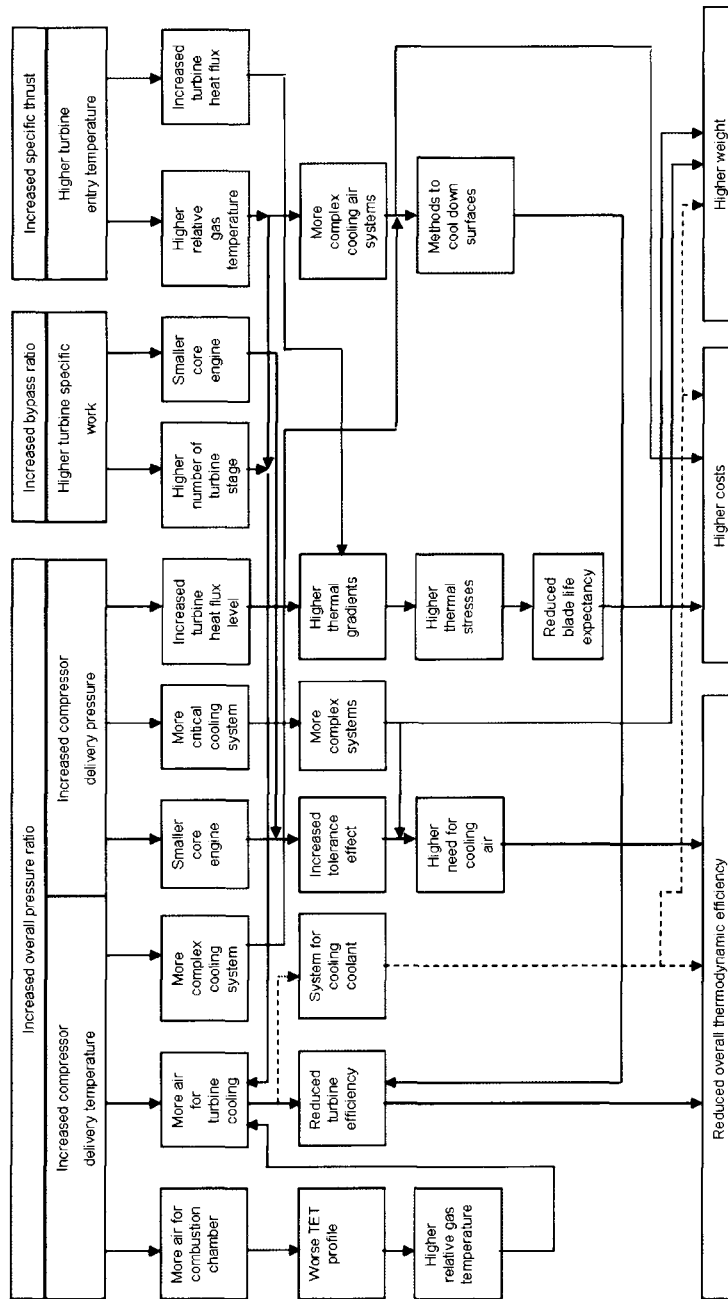 Increased overall pressure ratio
Increased bypass ratio
Increased specific thrust
Increased compressor
delivery temperature
Increased compressor
delivery pressure
Higher turbine specific
work
Higher turbine
entry temperature
More air for
combustion
chamber
More air
for
turbine
cooling
More
complex
cooling
system
Smaller
core
engine
More
critical
cooling
system
Increased
turbine
heat flux
level
Higher
number of
turbine
stage
Smaller
core
engine
Higher
relative
gas
temperature
Increased
turbine
heat flux
Worse TET
profile
Reduced
turbine
efficiency
System for
cooling
coolant
Increased
tolerance
effect
More
complex
systems
Higher
thermal
gradients
More
complex
cooling air
systems
Higher
relative gas
temperature
Higher
need for
cooling
air
Higher
thermal
stresses
Methods to
cool down
surfaces
Reduced
blade life
expectancy
Reduced overall thermodynamic efficiency
Higher costs
Higher weight